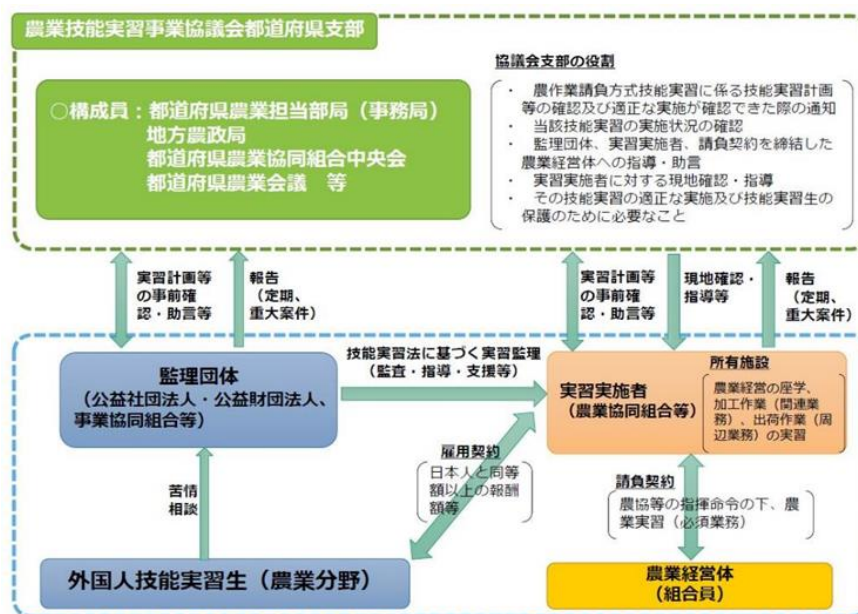 農業技能実習事業協議会都道府県支部
○構成員：都道府県農業担当部局（事務局）
地方農政局
都道府県農業協同組合中央会
都道府県農業会議　等
協議会支部の役割
・　農作業請負方式技能実習に係る技能実習計画
等の確認及び適正な実施が確認できた際の通知
・　当該技能実習の実施状況の確認
・　監理団体、実習実施者、請負契約を締結した
農業経営体への指導・助言
・　実習実施者に対する現地確認・指導
・　その技能実習の適正な実施及び技能実習生の
保護のために必要なこと
実習計画等
の事前確
認・助言等
報告
（定期、
重大案件）
実習計画等
の事前確
認・助言等
現地確認・
指導等
報告
（定期、
重大案件）
監理団体
（公益社団法人・公益財団法人、
事業協同組合等）
技能実習法に基づく実習監理
（監査・指導・支援等）
実習実施者
（農業協同組合等）
所有施設
農業経営の座学、
加工作業（関連業
務）、出荷作業（周
辺業務）の実習
苦情
相談
雇用契約
日本人と同等
額以上の報酬
額等
請負契約
農協等の指揮命令の下、農
業実習（必須業務）
外国人技能実習生（農業分野）
農業経営体
（組合員）